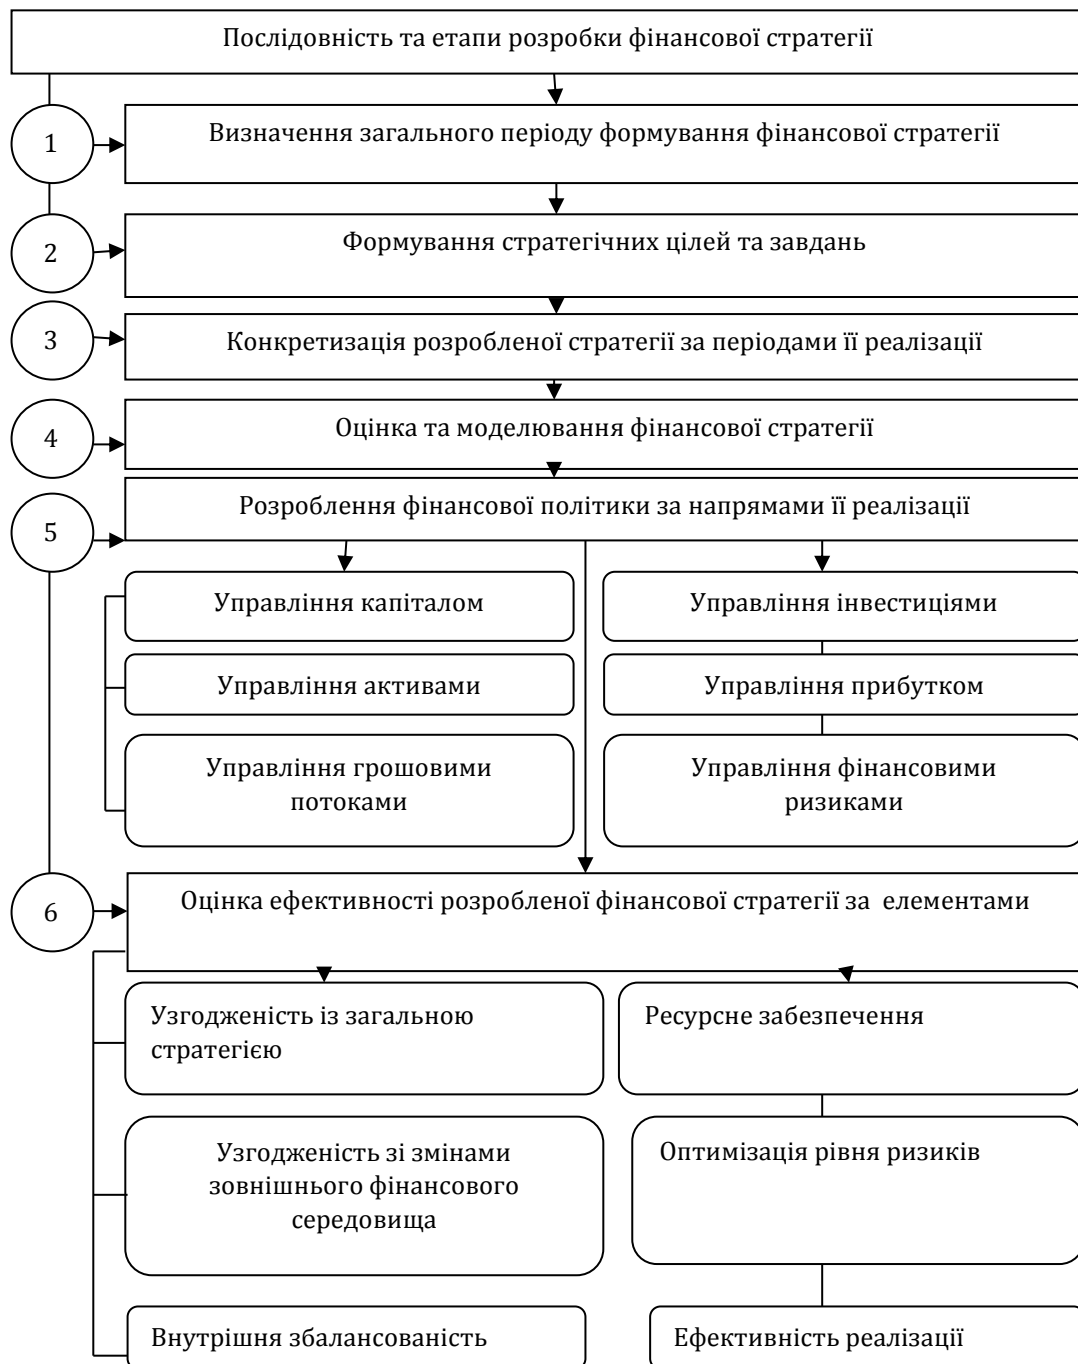 Послідовність та етапи розробки фінансової стратегії
1
Визначення загального періоду формування фінансової стратегії
2
Формування стратегічних цілей та завдань
3
Конкретизація розробленої стратегії за періодами її реалізації
4
Оцінка та моделювання фінансової стратегії
5
Розроблення фінансової політики за напрямами її реалізації
Управління капіталом
Управління інвестиціями
Управління активами
Управління прибутком
Управління грошовими
потоками
Управління фінансовими
ризиками
6
Оцінка ефективності розробленої фінансової стратегії за елементами
Узгодженість із загальною
стратегією
Ресурсне забезпечення
Узгодженість зі змінами
зовнішнього фінансового
середовища
Оптимізація рівня ризиків
Внутрішня збалансованість
Ефективність реалізації